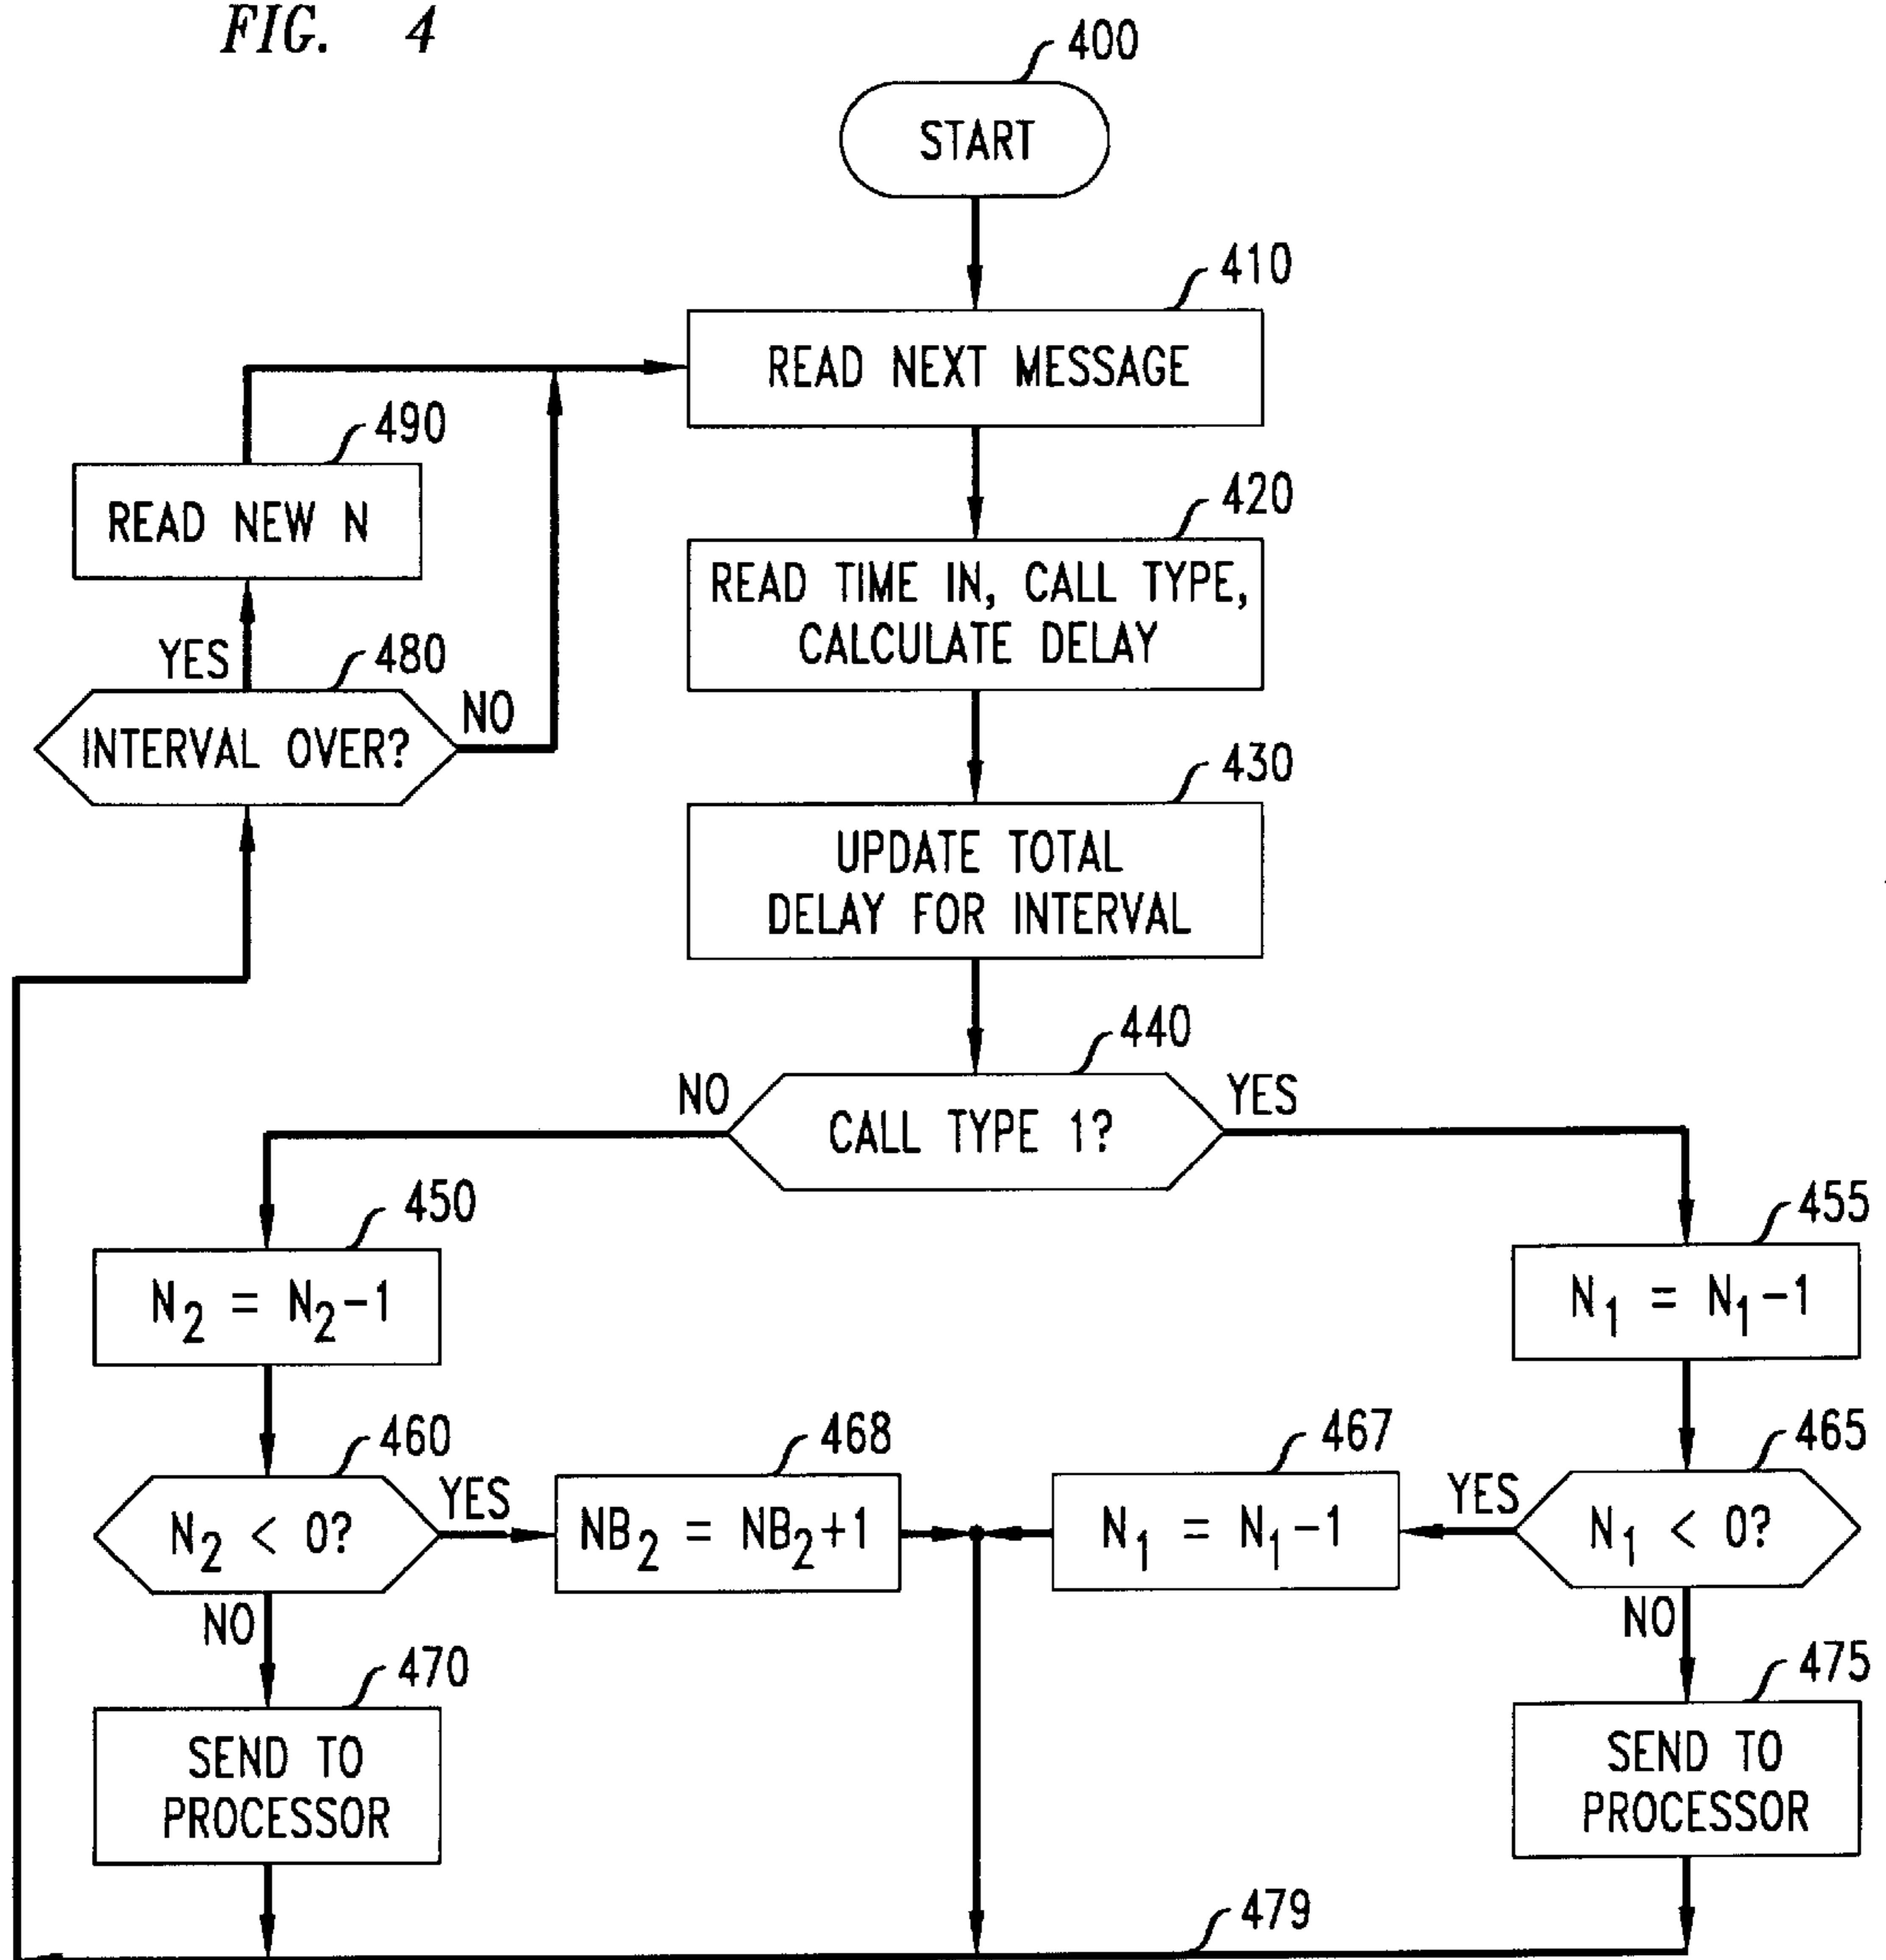 FIG. 4
400
START
410
READ NEXT MESSAGE
490
READ NEW N
420
READ TIME IN, CALL TYPE,
CALCULATE DELAY
YES
480
INTERVAL OVER?
NO
430
UPDATE TOTAL
DELAY FOR INTERVAL
440
NO
CALL TYPE 1?
YES
450
N₂ = N₂-1
455
N₁ = N₁-1
460
N₂ < 0?
YES
NO
468
NB₂ = NB₂+1
467
N₁ = N₁-1
465
YES
N₁ < 0?
NO
470
SEND TO
PROCESSOR
475
SEND TO
PROCESSOR
479